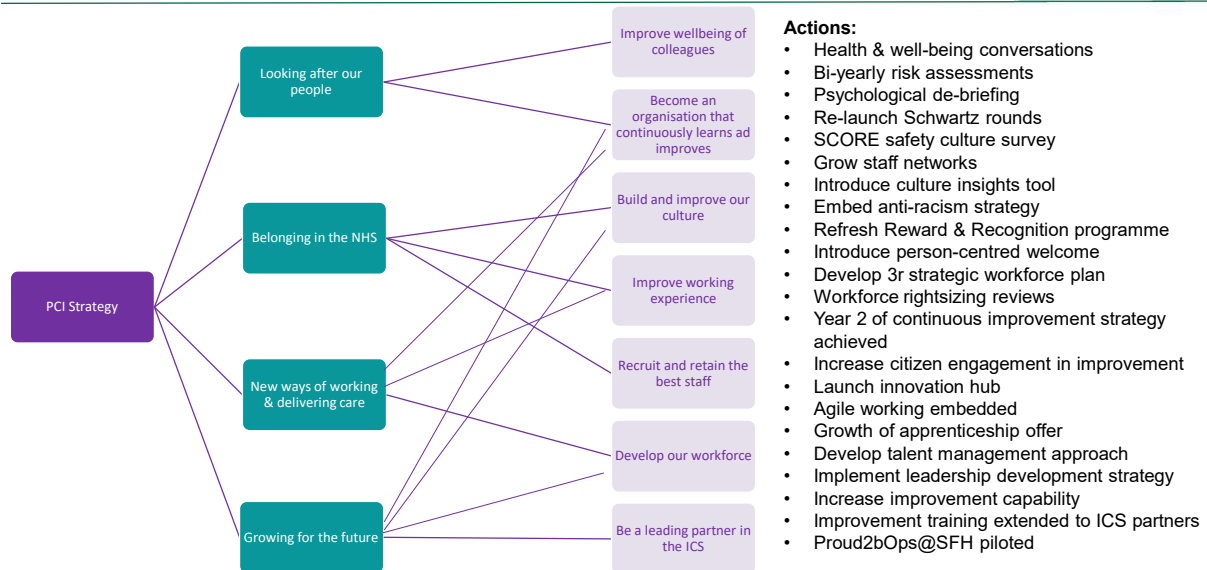 PCI Strategy
Looking after our
people
Belonging in the NHS
New ways of working
& delivering care
Growing for the future
Improve wellbeing of
colleagues
Become an
organisation that
continuously learns ad
improves
Build and improve our
culture
Improve working
experience
Recruit and retain the
best staff
Develop our workforce
Be a leading partner in
the ICS
Actions:
• Health & well-being conversations
• Bi-yearly risk assessments
• Psychological de-briefing
• Re-launch Schwartz rounds
• SCORE safety culture survey
• Grow staff networks
• Introduce culture insights tool
• Embed anti-racism strategy
• Refresh Reward & Recognition programme
• Introduce person-centred welcome
• Develop 3r strategic workforce plan
• Workforce rightsizing reviews
• Year 2 of continuous improvement strategy
achieved
• Increase citizen engagement in improvement
• Launch innovation hub
• Agile working embedded
• Growth of apprenticeship offer
• Develop talent management approach
• Implement leadership development strategy
• Increase improvement capability
• Improvement training extended to ICS partners
• Proud2bOps@SFH piloted